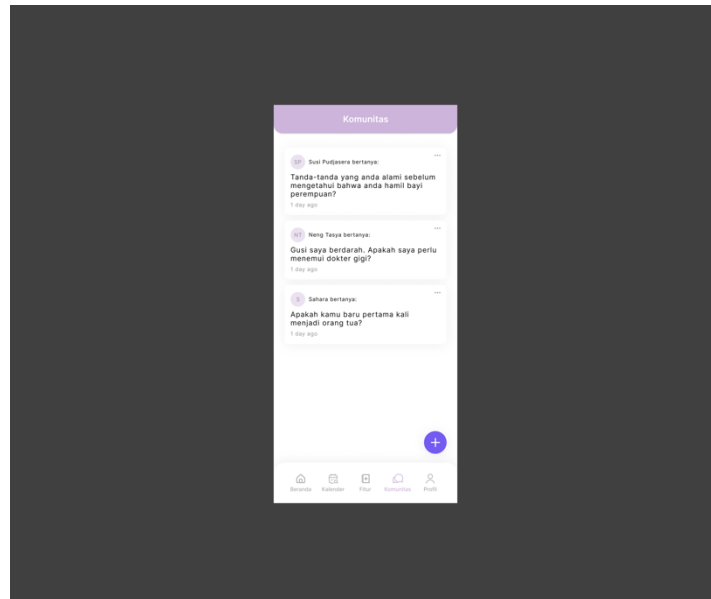 Komunitas
SP Susi Pudjasera bertanya:
Tanda-tanda yang anda alami sebelum
mengetahui bahwa anda hamil bayi
perempuan?
1 day ago
NT Neng Tasya bertanya:
Gusi saya berdarah. Apakah saya perlu
menemui dokter gigi?
1 day ago
S Sahara bertanya:
Apakah kamu baru pertama kali
menjadi orang tua?
1 day ago
Beranda Kalender Fitur Komunitas Profil